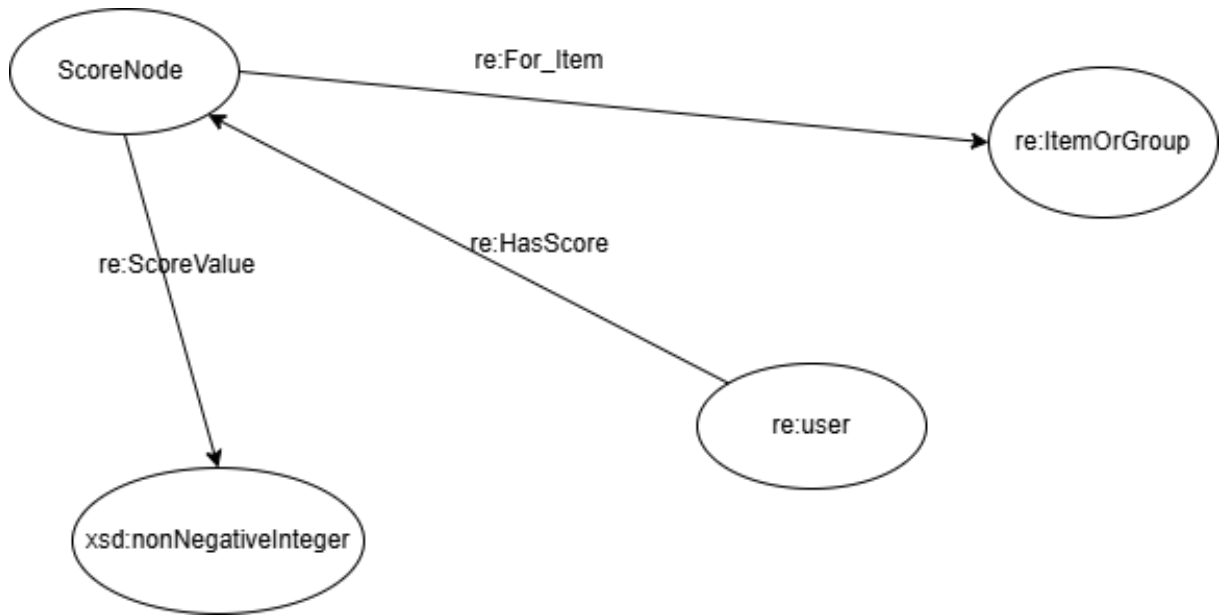 ScoreNode
re:For_Item
re:ItemOrGroup
re:HasScore
re:ScoreValue
re:user
xsd:nonNegativeInteger